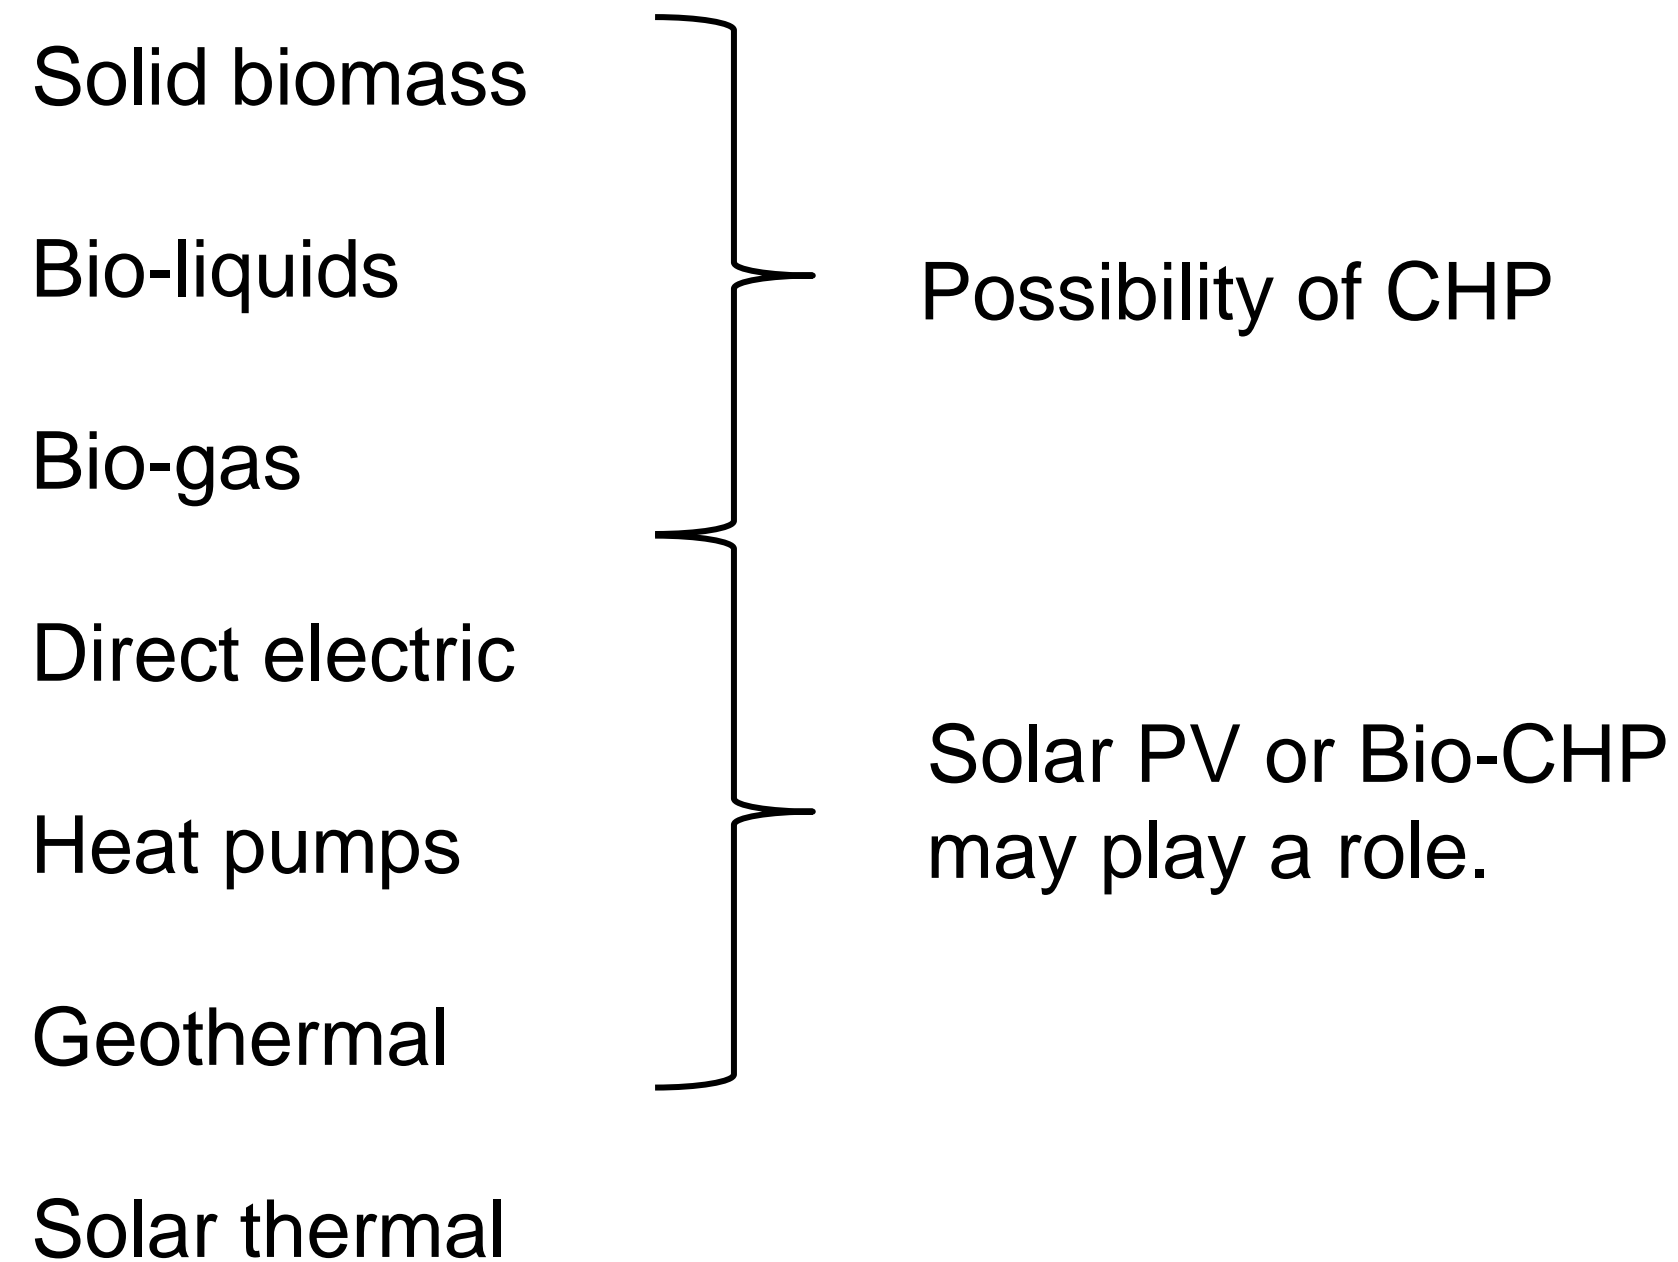 Solid biomass
Bio-liquids
Bio-gas
Direct electric
Heat pumps
Geothermal
Solar thermal
Possibility of CHP
Solar PV or Bio-CHP
may play a role.